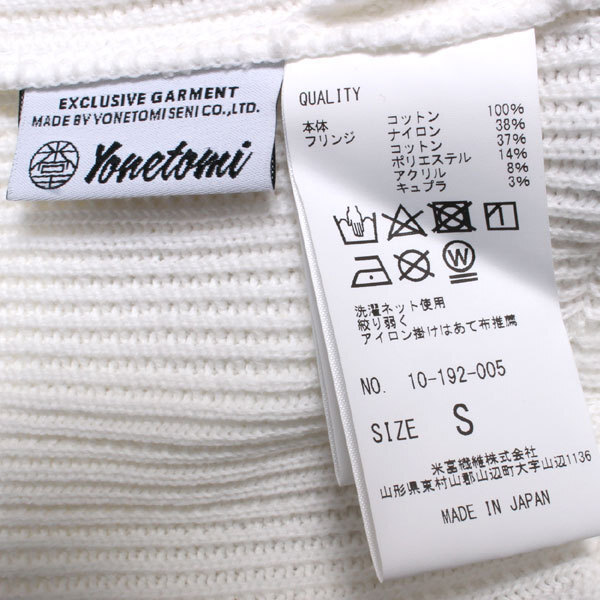 EXCLUSIVE GARMENT
MADE BY YONETOMI SENI CO.,LTD.
Yonetomi
QUALITY
本体 コットン 100%
フリンジ ナイロン 38%
コットン 37%
ポリエステル 14%
アクリル 8%
キュプラ 3%
洗濯ネット使用
絞り弱く
アイロン掛けはあて布推薦
NO. 10-192-005
SIZE S
米富繊維株式会社
山形県東村山郡山辺町大字山辺1136
MADE IN JAPAN